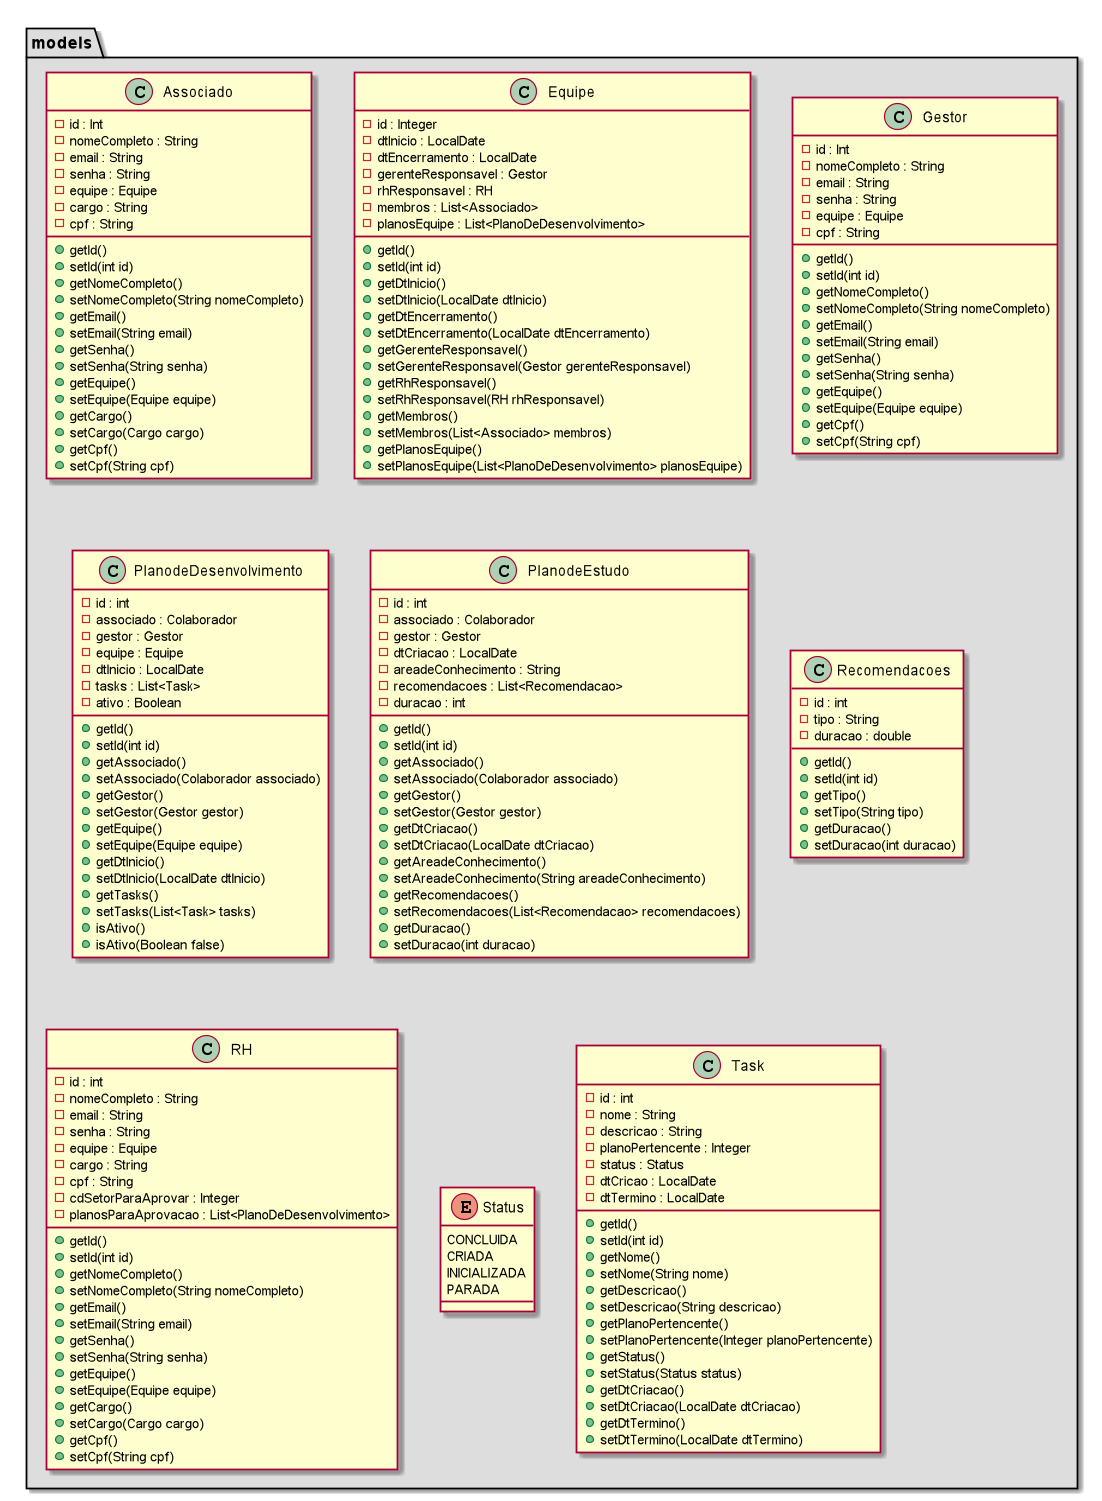 models
C Associado
id : Int
nomeCompleto : String
email : String
senha : String
equipe : Equipe
cargo : String
cpf : String
getId()
setId(int id)
getNomeCompleto()
setNomeCompleto(String nomeCompleto)
getEmail()
setEmail(String email)
getSenha()
setSenha(String senha)
getEquipe()
setEquipe(Equipe equipe)
getCargo()
setCargo(Cargo cargo)
getCpf()
setCpf(String cpf)
C Equipe
id : Integer
dtInicio : LocalDate
dtEncerramento : LocalDate
gerenteResponsavel : Gestor
rhResponsavel : RH
membros : List<Associado>
planosEquipe : List<PlanoDeDesenvolvimento>
getId()
setId(int id)
getDtInicio()
setDtInicio(LocalDate dtInicio)
getDtEncerramento()
setDtEncerramento(LocalDate dtEncerramento)
getGerenteResponsavel()
setGerenteResponsavel(Gestor gerenteResponsavel)
getRhResponsavel()
setRhResponsavel(RH rhResponsavel)
getMembros()
setMembros(List<Associado> membros)
getPlanosEquipe()
setPlanosEquipe(List<PlanoDeDesenvolvimento> planosEquipe)
C Gestor
id : Int
nomeCompleto : String
email : String
senha : String
equipe : Equipe
cpf : String
getId()
setId(int id)
getNomeCompleto()
setNomeCompleto(String nomeCompleto)
getEmail()
setEmail(String email)
getSenha()
setSenha(String senha)
getEquipe()
setEquipe(Equipe equipe)
getCpf()
setCpf(String cpf)
C PlanodeDesenvolvimento
id : int
associado : Colaborador
gestor : Gestor
equipe : Equipe
dtInicio : LocalDate
tasks : List<Task>
ativo : Boolean
getId()
setId(int id)
getAssociado()
setAssociado(Colaborador associado)
getGestor()
setGestor(Gestor gestor)
getEquipe()
setEquipe(Equipe equipe)
getDtInicio()
setDtInicio(LocalDate dtInicio)
getTasks()
setTasks(List<Task> tasks)
isAtivo()
isAtivo(Boolean false)
C PlanodeEstudo
id : int
associado : Colaborador
gestor : Gestor
dtCriacao : LocalDate
areadeConhecimento : String
recomendacoes : List<Recomendacao>
duracao : int
getId()
setId(int id)
getAssociado()
setAssociado(Colaborador associado)
getGestor()
setGestor(Gestor gestor)
getDtCriacao()
setDtCriacao(LocalDate dtCriacao)
getAreadeConhecimento()
setAreadeConhecimento(String areadeConhecimento)
getRecomendacoes()
setRecomendacoes(List<Recomendacao> recomendacoes)
getDuracao()
setDuracao(int duracao)
C Recomendacoes
id : int
tipo : String
duracao : double
getId()
setId(int id)
getTipo()
setTipo(String tipo)
getDuracao()
setDuracao(int duracao)
C RH
id : int
nomeCompleto : String
email : String
senha : String
equipe : Equipe
cargo : String
cpf : String
cdSetorParaAprovar : Integer
planosParaAprovacao : List<PlanoDeDesenvolvimento>
getId()
setId(int id)
getNomeCompleto()
setNomeCompleto(String nomeCompleto)
getEmail()
setEmail(String email)
getSenha()
setSenha(String senha)
getEquipe()
setEquipe(Equipe equipe)
getCargo()
setCargo(Cargo cargo)
getCpf()
setCpf(String cpf)
E Status
CONCLUIDA
CRIADA
INICIALIZADA
PARADA
C Task
id : int
nome : String
descricao : String
planoPertencente : Integer
status : Status
dtCricao : LocalDate
dtTermino : LocalDate
getId()
setId(int id)
getNome()
setNome(String nome)
getDescricao()
setDescricao(String descricao)
getPlanoPertencente()
setPlanoPertencente(Integer planoPertencente)
getStatus()
setStatus(Status status)
getDtCriacao()
setDtCriacao(LocalDate dtCriacao)
getDtTermino()
setDtTermino(LocalDate dtTermino)